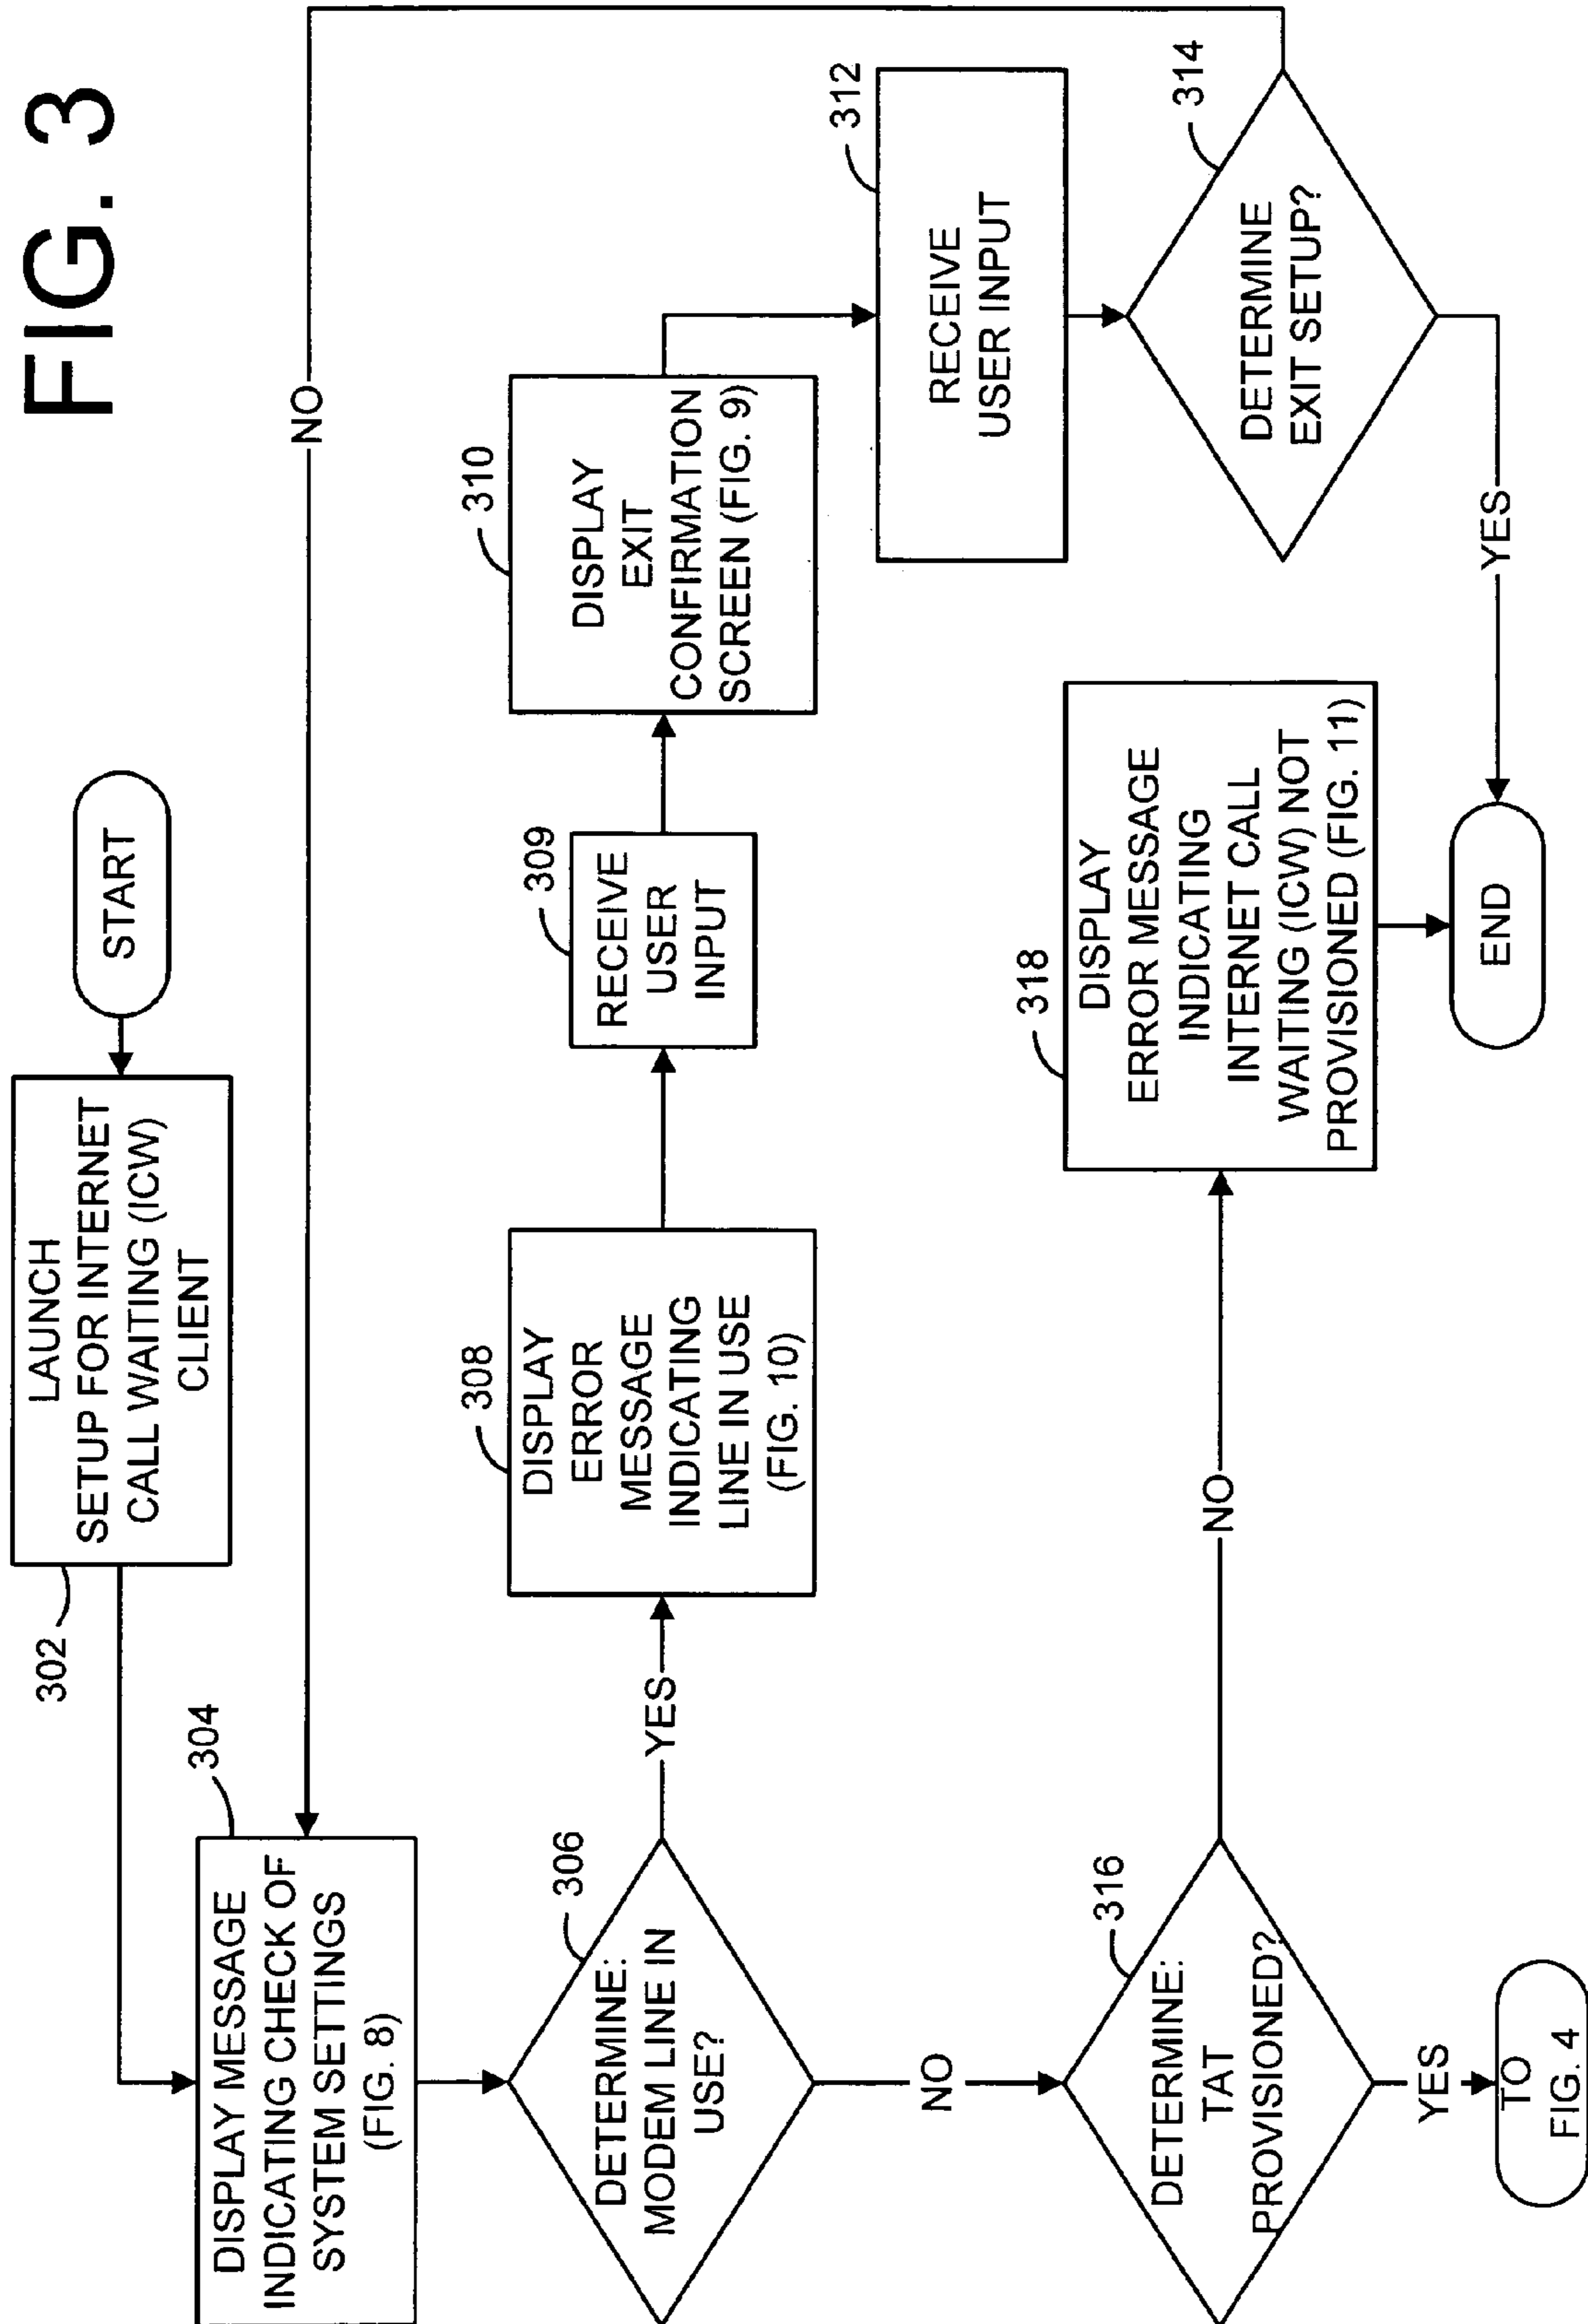 FIG. 3
START
LAUNCH
SETUP FOR INTERNET
CALL WAITING (ICW)
CLIENT
302
304
DISPLAY MESSAGE
INDICATING CHECK OF
SYSTEM SETTINGS
(FIG. 8)
NO
306
DETERMINE:
MODEM LINE IN
USE?
YES
308
DISPLAY
ERROR
MESSAGE
INDICATING
LINE IN USE
(FIG. 10)
309
RECEIVE
USER
INPUT
310
DISPLAY
EXIT
CONFIRMATION
SCREEN (FIG. 9)
312
RECEIVE
USER INPUT
314
DETERMINE
EXIT SETUP?
YES
NO
316
DETERMINE:
TAT
PROVISIONED?
NO
318
DISPLAY
ERROR MESSAGE
INDICATING
INTERNET CALL
WAITING (ICW) NOT
PROVISIONED (FIG. 11)
END
YES
TO
FIG. 4